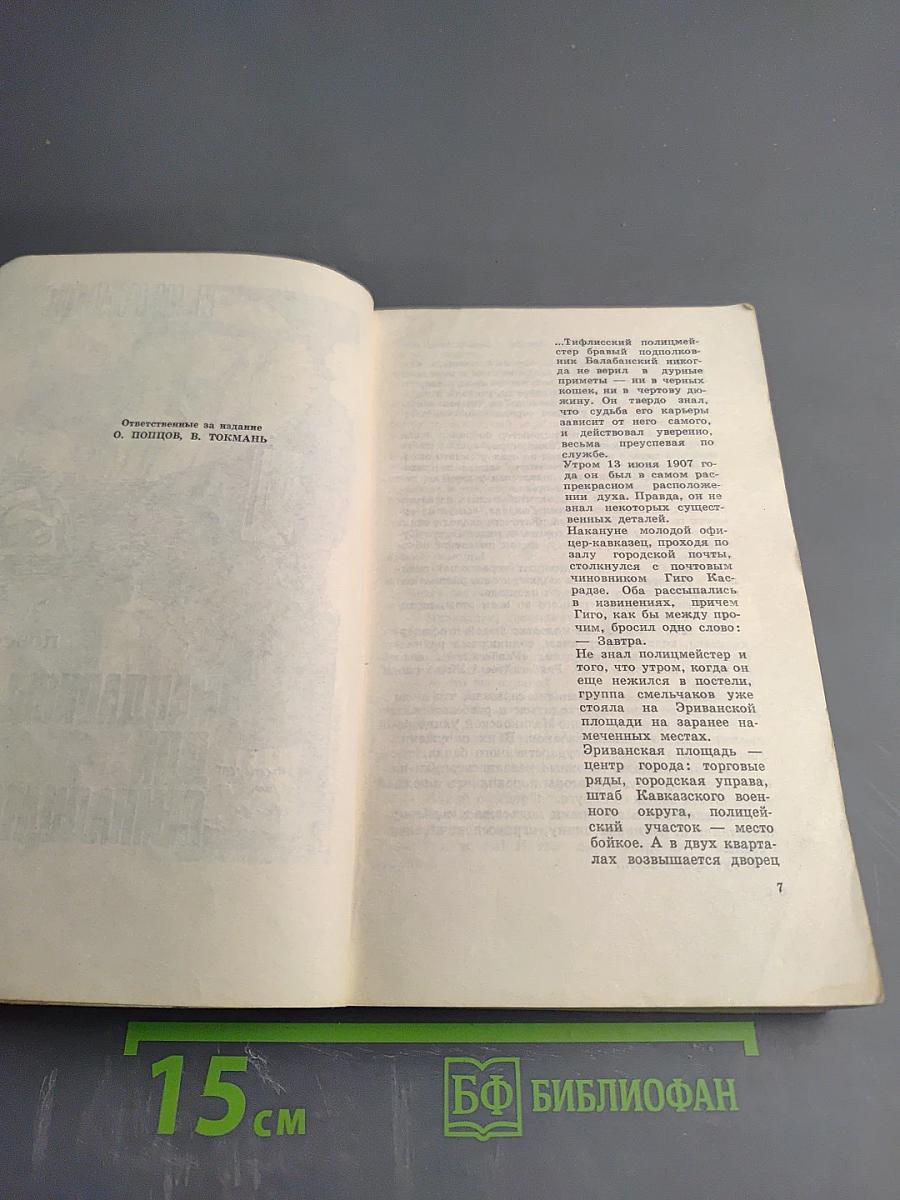 Ответственные за издание
О. ПОПЦОВ, В. ТОКМАНЬ
...Тифлисский полицмей-
стер бравый подполков-
ник Балабанский никог-
да не верил в дурные
приметы — ни в черных
кошек, ни в чертову дю-
жину. Он твердо знал,
что судьба его карьеры
зависит от него самого,
и действовал уверенно,
весьма преуспевая по
службе.
Утром 13 июня 1907 го-
да он был в самом рас-
прекрасном расположе-
нии духа. Правда, он не
знал некоторых сущест-
венных деталей.
Накануне молодой офи-
цер-кавказец, проходя по
залу городской почты,
столкнулся с почтовым
чиновником Гиго Кас-
радзе. Оба рассыпались
в извинениях, причем
Гиго, как бы между про-
чим, бросил одно слово:
— Завтра.
Не знал полицмейстер и
того, что утром, когда он
еще нежился в постели,
группа смельчаков уже
стояла на Эриванской
площади на заранее на-
меченных местах.
Эриванская площадь —
центр города: торговые
ряды, городская управа,
штаб Кавказского воен-
ного округа, полицей-
ский участок — место
бойкое. А в двух кварта-
лах возвышается дворец
7
15 см
БФ БИБЛИОФАН